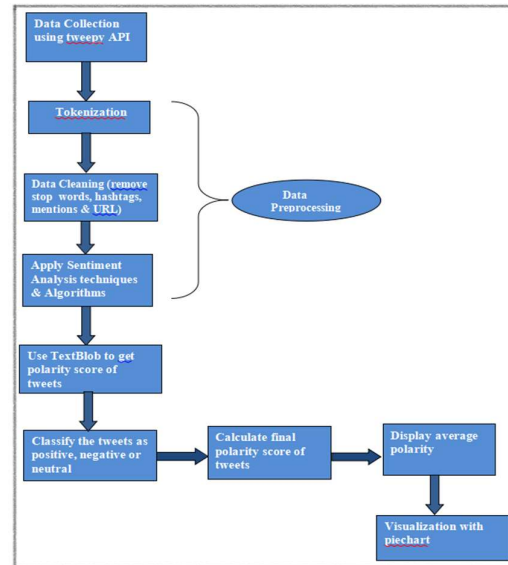 Data Collection
using tweepy API
Tokenization
Data Cleaning (remove
stop words, hashtags,
mentions & URL)
Data
Preprocessing
Apply Sentiment
Analysis techniques
& Algorithms
Use TextBlob to get
polarity score of
tweets
Classify the tweets as
positive, negative or
neutral
Calculate final
polarity score of
tweets
Display average
polarity
Visualization with
piechart